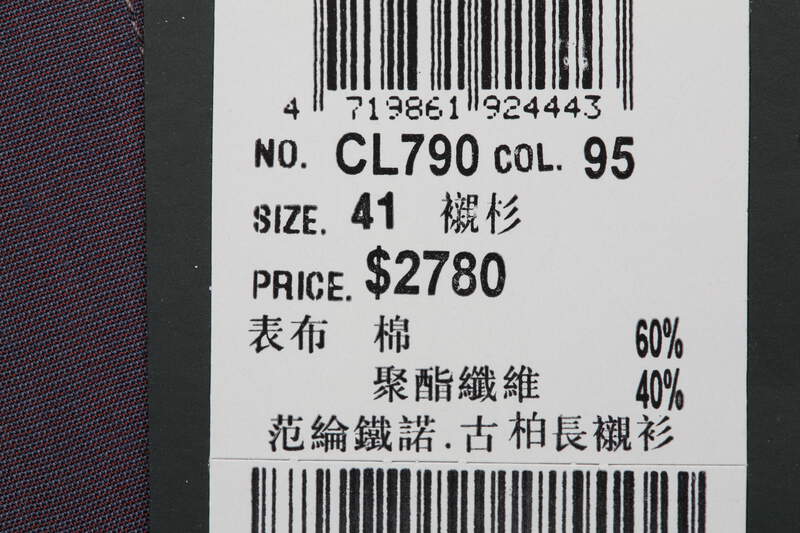 4 719861 924443
NO. CL790 COL. 95
SIZE. 41 襯杉
PRICE. $2780
表布 棉 60%
聚酯纖維 40%
范綸鐵諾.古柏長襯衫